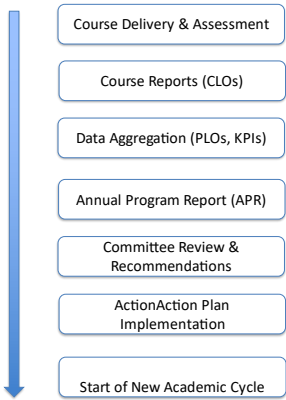 Course Delivery & Assessment
Course Reports (CLOs)
Data Aggregation (PLOs, KPIs)
Annual Program Report (APR)
Committee Review &
Recommendations
ActionAction Plan
Implementation
Start of New Academic Cycle